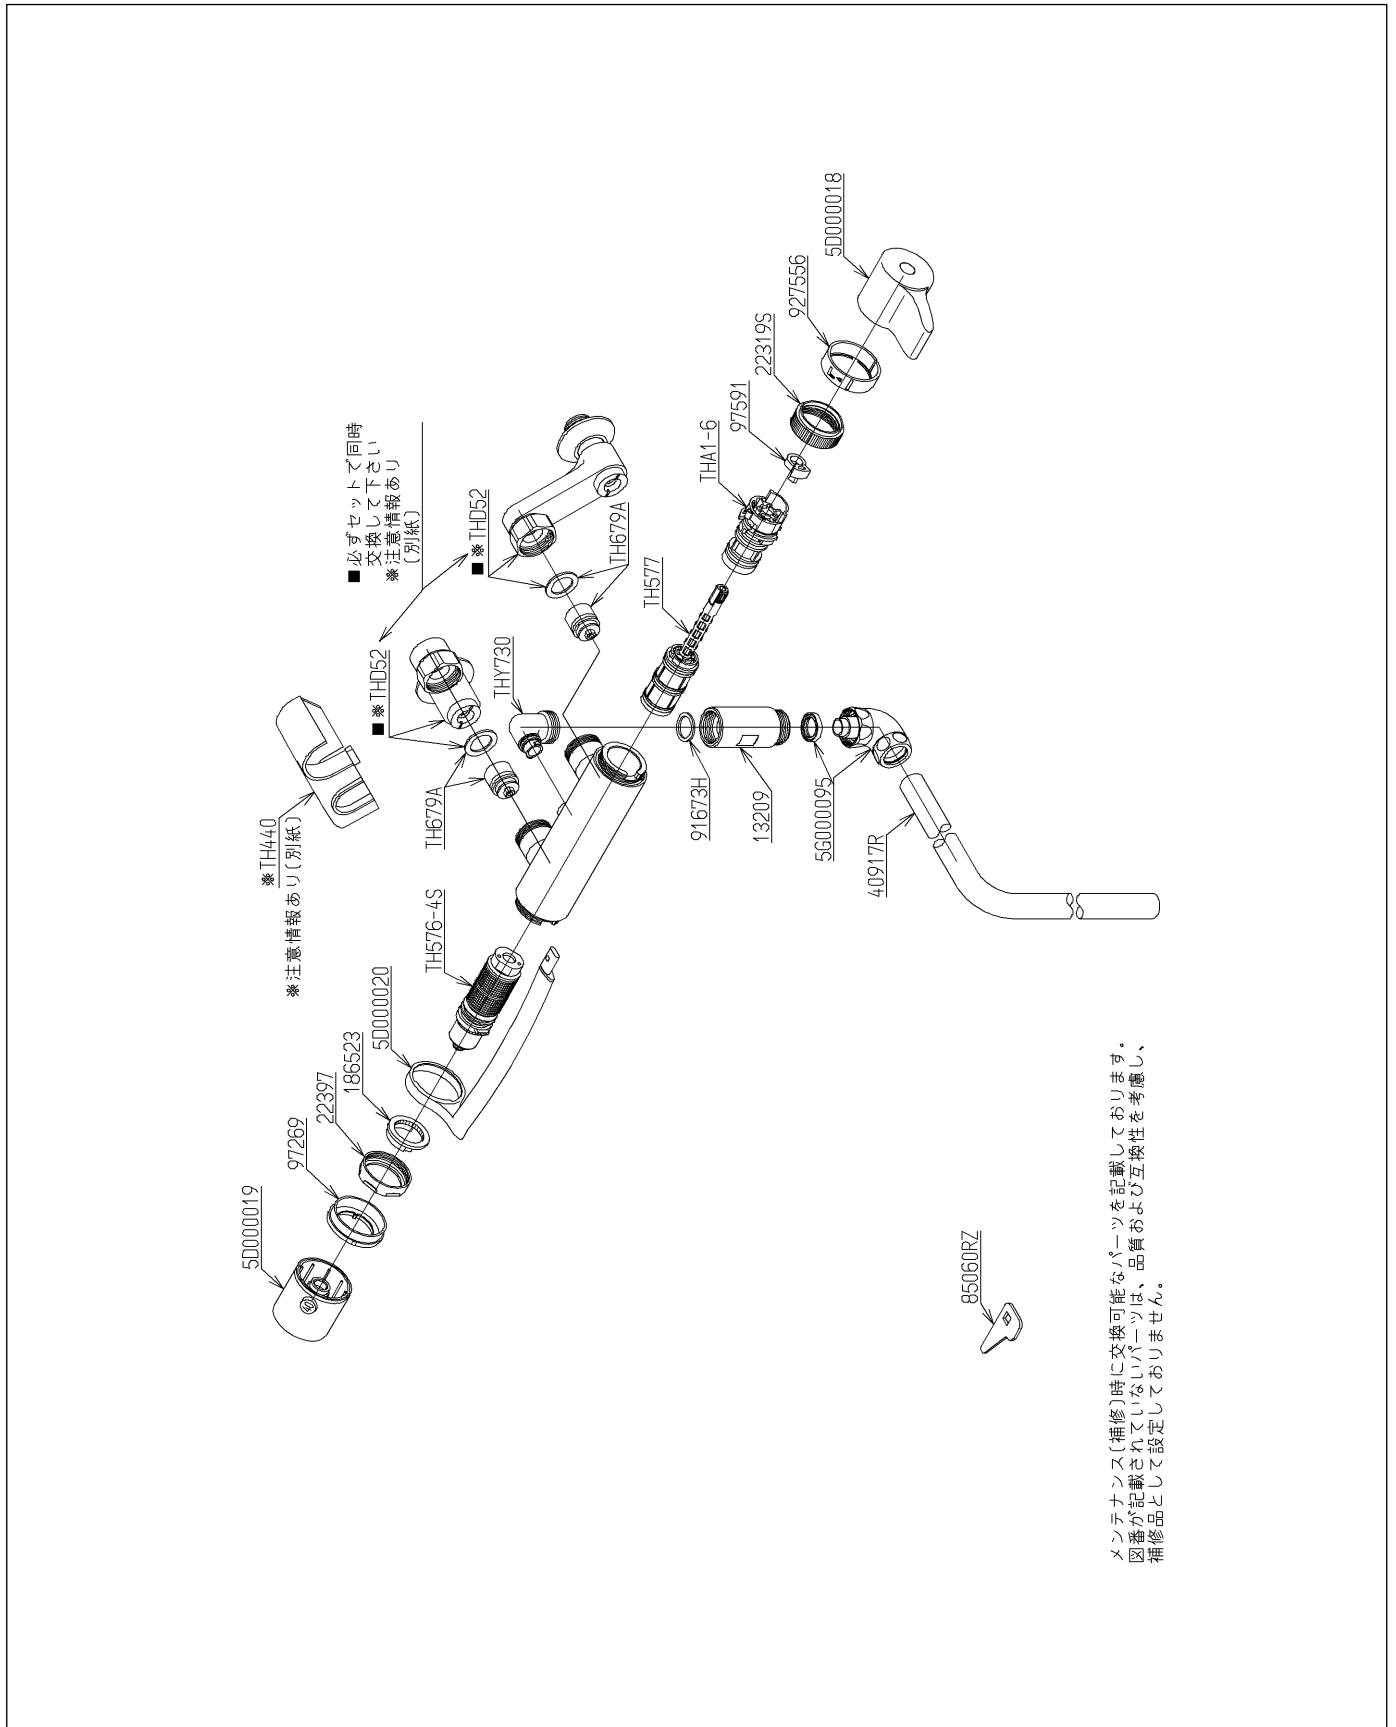 5D000019
97269
22397
186523
5D000020
TH576-4S
※TH440
※注意情報あり(別紙)
TH679A
■※THD52
■必ずセットで同時
交換して下さい
※注意情報あり
(別紙)
■※THD52
TH679A
THY730
TH577
THA1-6
97591
22319S
927556
5D000018
91673H
13209
5G000095
40917R
85060RZ
メンテナンス(補修)時に交換可能なパーツを記載しております。
図番が記載されていないパーツは、品質および互換性を考慮し、
補修品として設定しておりません。